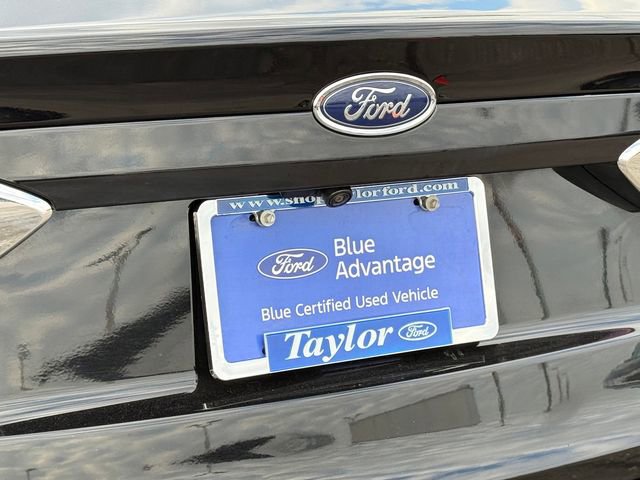 Ford
www.shoptaylorford.com
Ford
Blue
Advantage
Blue Certified Used Vehicle
Taylor Ford